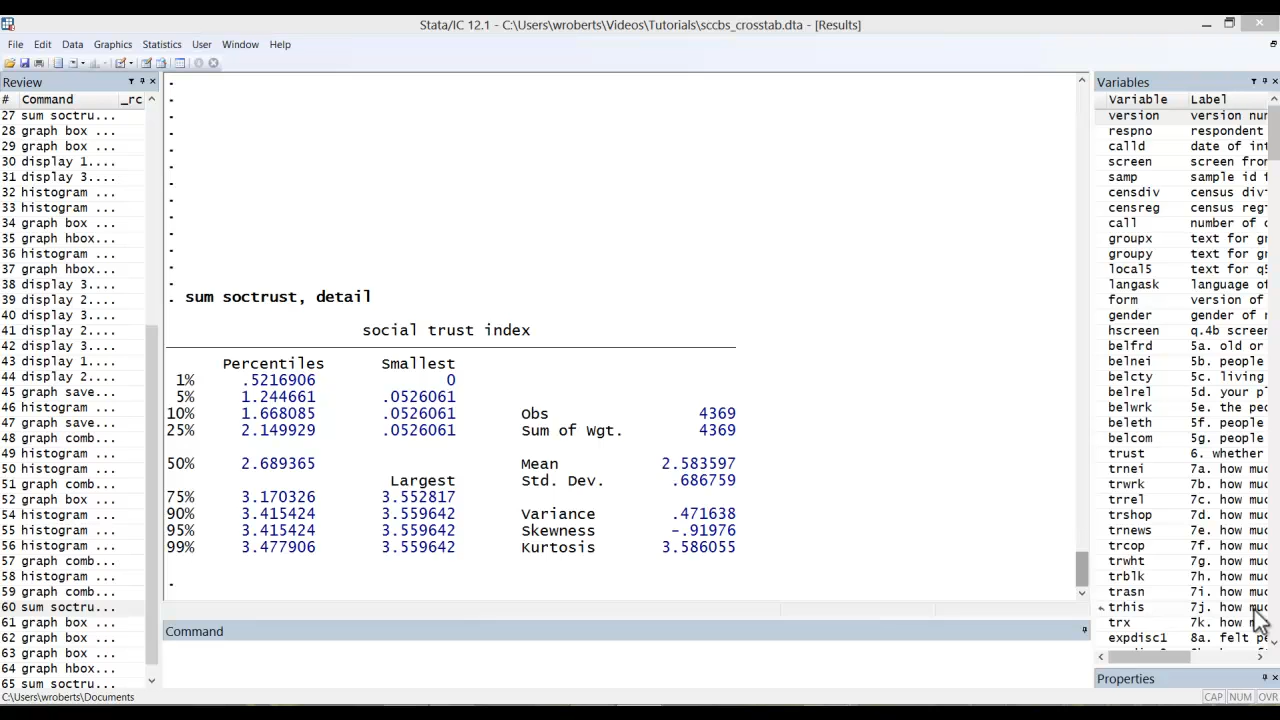 Stata/IC 12.1 - C:\Users\wroberts\Videos\Tutorials\sccbs_crosstab.dta - [Results]
File Edit Data Graphics Statistics User Window Help
Review
# Command _rc
27 sum soctru...
28 graph box ...
29 graph box ...
30 display 1....
31 display 3....
32 histogram ...
33 histogram ...
34 graph box ...
35 graph hbox...
36 histogram ...
37 graph hbox...
38 display 3....
39 display 2....
40 display 3....
41 display 2....
42 display 3....
43 display 1....
44 display 2....
45 graph save...
46 histogram ...
47 graph save...
48 graph comb...
49 histogram ...
50 histogram ...
51 graph comb...
52 graph box ...
54 histogram ...
55 histogram ...
56 histogram ...
57 graph comb...
58 histogram ...
59 graph comb...
60 sum soctru...
61 graph box ...
62 graph box ...
63 graph box ...
64 graph hbox...
65 sum soctru...
. sum soctrust, detail
social trust index
Percentiles Smallest
1% .5216906 0
5% 1.244661 .0526061
10% 1.668085 .0526061 Obs 4369
25% 2.149929 .0526061 Sum of Wgt. 4369
50% 2.689365 Mean 2.583597
Largest Std. Dev. .686759
75% 3.170326 3.552817
90% 3.415424 3.559642 Variance .471638
95% 3.415424 3.559642 Skewness -.91976
99% 3.477906 3.559642 Kurtosis 3.586055
.
Command
Variables
Variable Label
version version nu
respno respondent
calld date of int
screen screen fro
samp sample id f
censdiv census div
censreg census reg
call number of
groupx text for g
groupy text for g
local5 text for q5
langask language o
form version of
gender gender of
hscreen q.4b scree
belfrd 5a. old or
belnei 5b. people
belcty 5c. living
belrel 5d. your p
belwrk 5e. the pe
beleth 5f. people
belcom 5g. people
trust 6. whether
trnei 7a. how muc
trwrk 7b. how muc
trrel 7c. how muc
trshop 7d. how muc
trnews 7e. how muc
trcop 7f. how muc
trwht 7g. how muc
trblk 7h. how muc
trasn 7i. how muc
trhis 7j. how muc
trx 7k. how
expdisc1 8a. felt pe
Properties
C:\Users\wroberts\Documents
CAP NUM OVR